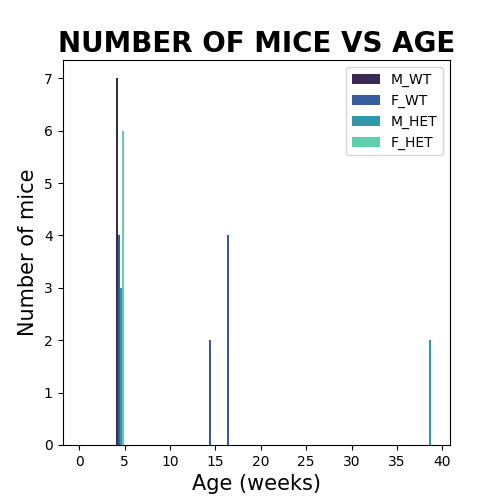 NUMBER OF MICE VS AGE
M_WT
F_WT
M_HET
F_HET
Number of mice
7
6
5
4
3
2
1
0
0 5 10 15 20 25 30 35 40
Age (weeks)